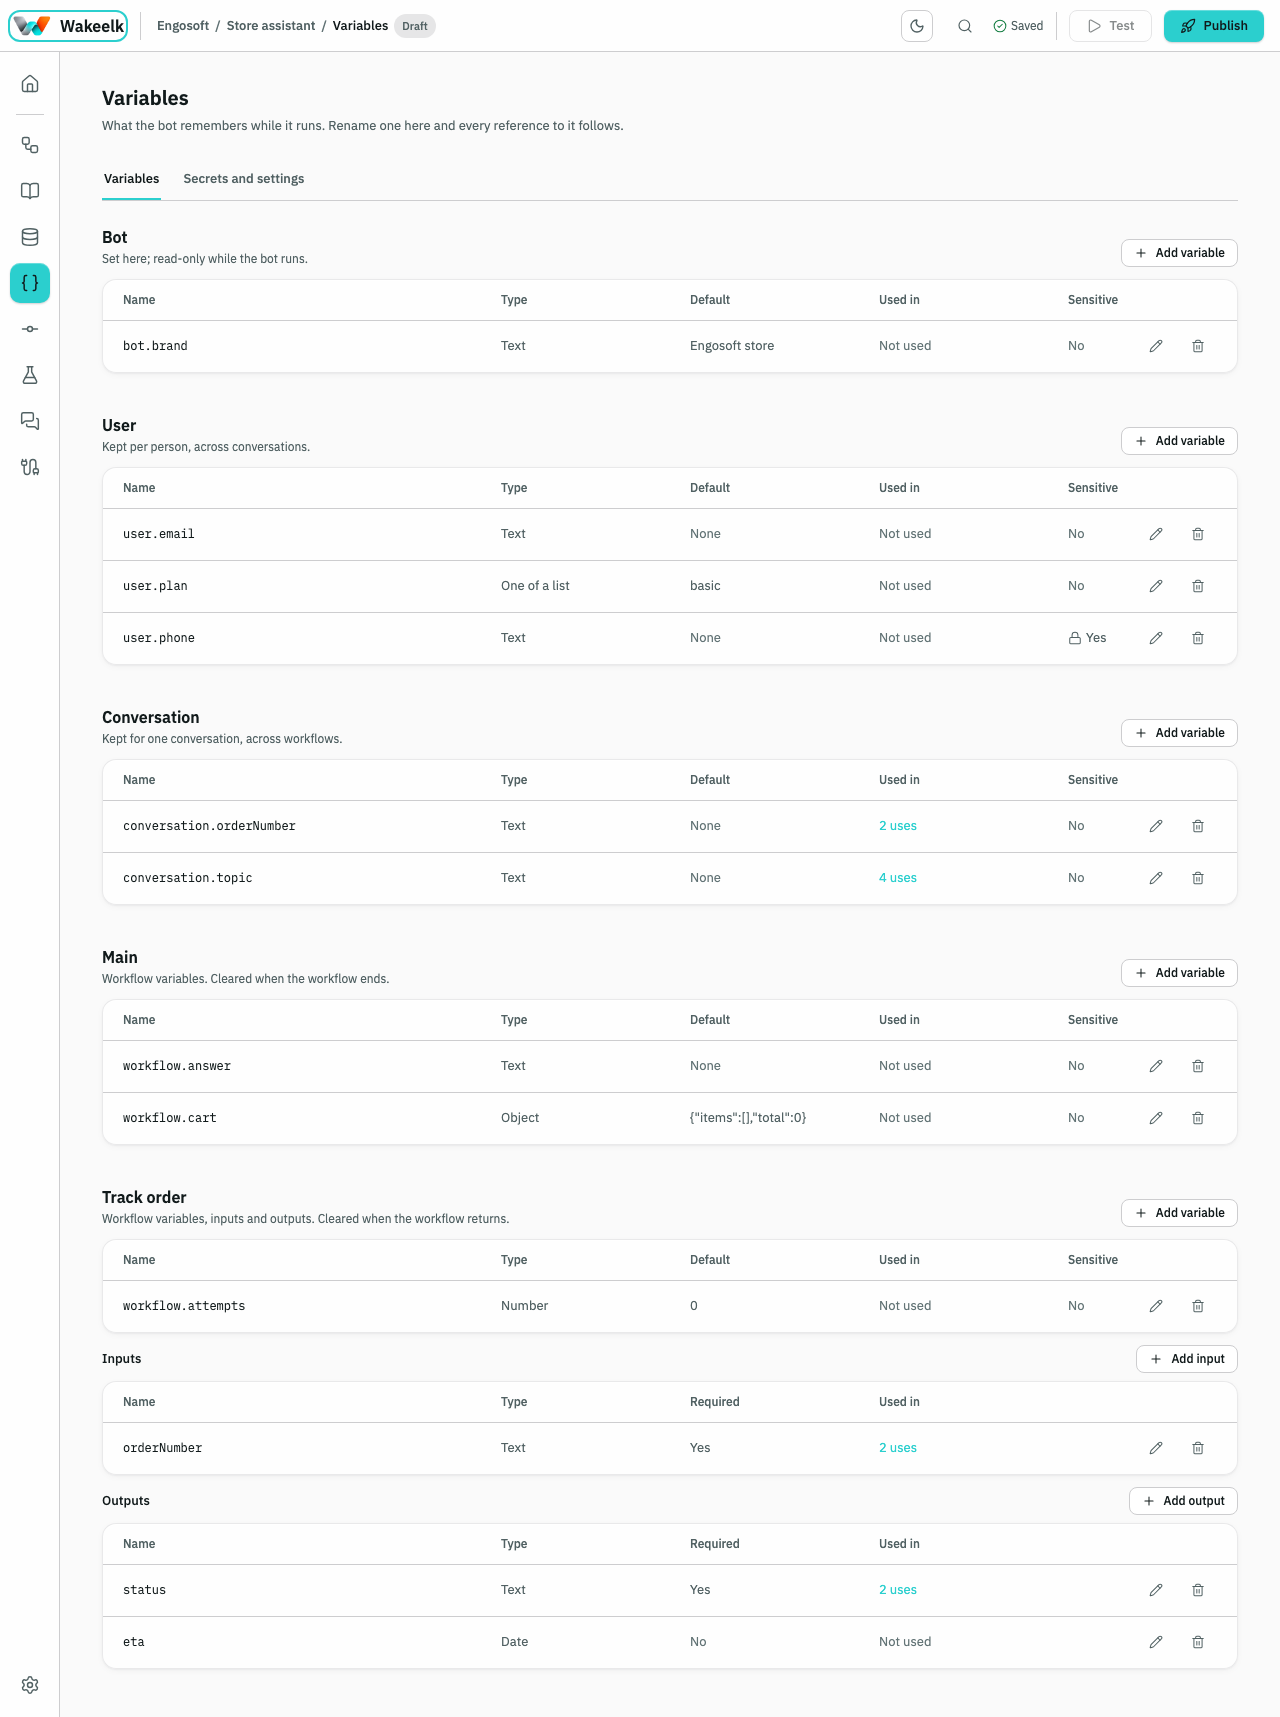 Wakeelk
Engosoft / Store assistant / Variables Draft
Saved
Test
Publish
Variables
What the bot remembers while it runs. Rename one here and every reference to it follows.
Variables Secrets and settings
Bot
Set here; read-only while the bot runs.
Add variable
Name Type Default Used in Sensitive
bot.brand Text Engosoft store Not used No
User
Kept per person, across conversations.
Add variable
Name Type Default Used in Sensitive
user.email Text None Not used No
user.plan One of a list basic Not used No
user.phone Text None Not used Yes
Conversation
Kept for one conversation, across workflows.
Add variable
Name Type Default Used in Sensitive
conversation.orderNumber Text None 2 uses No
conversation.topic Text None 4 uses No
Main
Workflow variables. Cleared when the workflow ends.
Add variable
Name Type Default Used in Sensitive
workflow.answer Text None Not used No
workflow.cart Object {"items":[],"total":0} Not used No
Track order
Workflow variables, inputs and outputs. Cleared when the workflow returns.
Add variable
Name Type Default Used in Sensitive
workflow.attempts Number 0 Not used No
Inputs
Add input
Name Type Required Used in
orderNumber Text Yes 2 uses
Outputs
Add output
Name Type Required Used in
status Text Yes 2 uses
eta Date No Not used